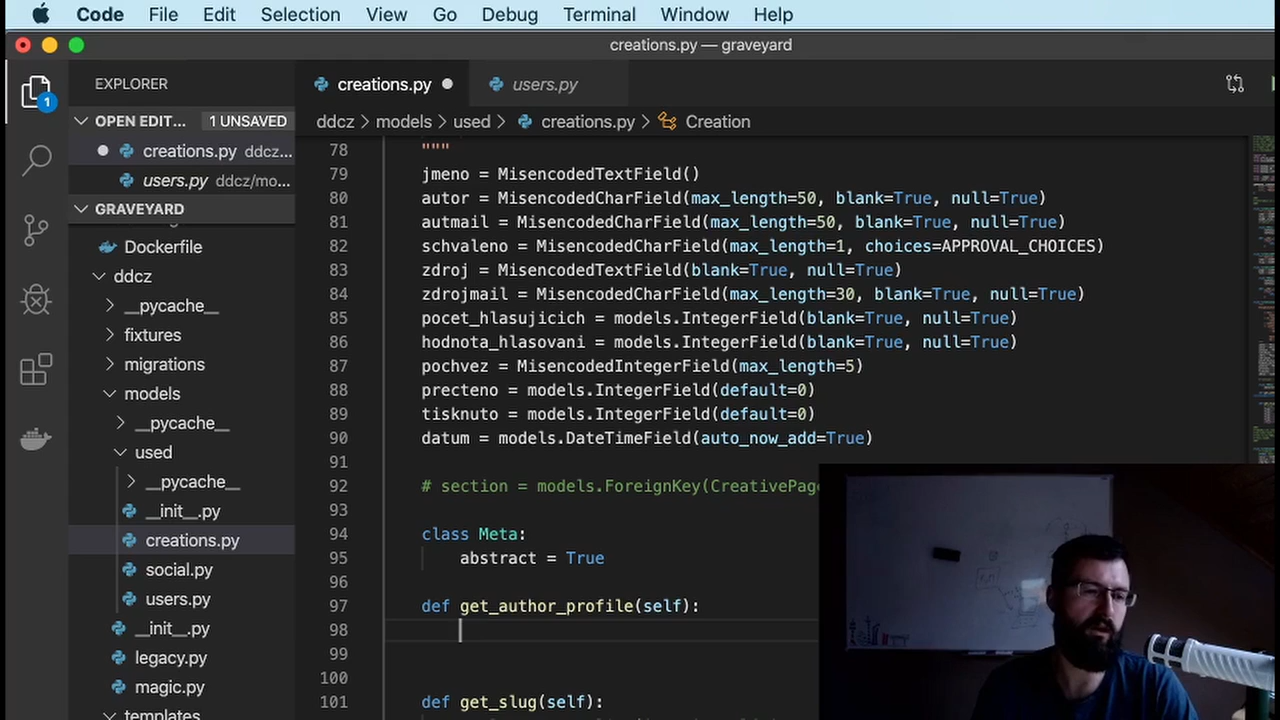 Code File Edit Selection View Go Debug Terminal Window Help
creations.py — graveyard
EXPLORER
creations.py
users.py
OPEN EDIT... 1 UNSAVED
ddcz > models > used > creations.py > Creation
creations.py ddcz...
users.py ddcz/mo...
GRAVEYARD
Dockerfile
ddcz
__pycache__
fixtures
migrations
models
__pycache__
used
__pycache__
__init__.py
creations.py
social.py
users.py
__init__.py
legacy.py
magic.py
templates
1
78 """
79 jmeno = MisencodedTextField()
80 autor = MisencodedCharField(max_length=50, blank=True, null=True)
81 autmail = MisencodedCharField(max_length=50, blank=True, null=True)
82 schvaleno = MisencodedCharField(max_length=1, choices=APPROVAL_CHOICES)
83 zdroj = MisencodedTextField(blank=True, null=True)
84 zdrojmail = MisencodedCharField(max_length=30, blank=True, null=True)
85 pocet_hlasujicich = models.IntegerField(blank=True, null=True)
86 hodnota_hlasovani = models.IntegerField(blank=True, null=True)
87 pochvez = MisencodedIntegerField(max_length=5)
88 precteno = models.IntegerField(default=0)
89 tisknuto = models.IntegerField(default=0)
90 datum = models.DateTimeField(auto_now_add=True)
91
92 # section = models.ForeignKey(CreativePag
93
94 class Meta:
95 abstract = True
96
97 def get_author_profile(self):
98
99
100
101 def get_slug(self):